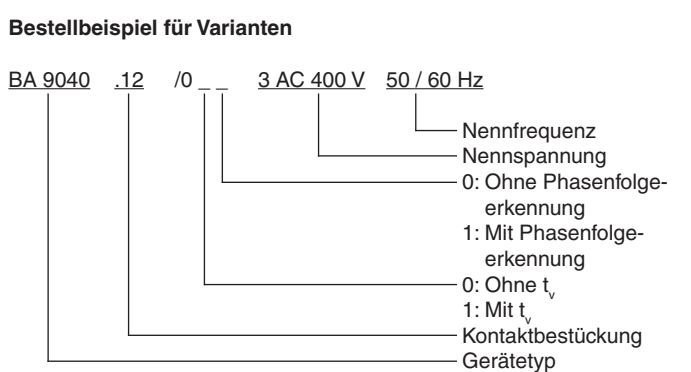 Bestellbeispiel für Varianten
BA 9040 .12 /0 _ _ 3 AC 400 V 50 / 60 Hz
Nennfrequenz
Nennspannung
0: Ohne Phasenfolge-
erkennung
1: Mit Phasenfolge-
erkennung
0: Ohne tv
1: Mit tv
Kontaktbestückung
Gerätetyp